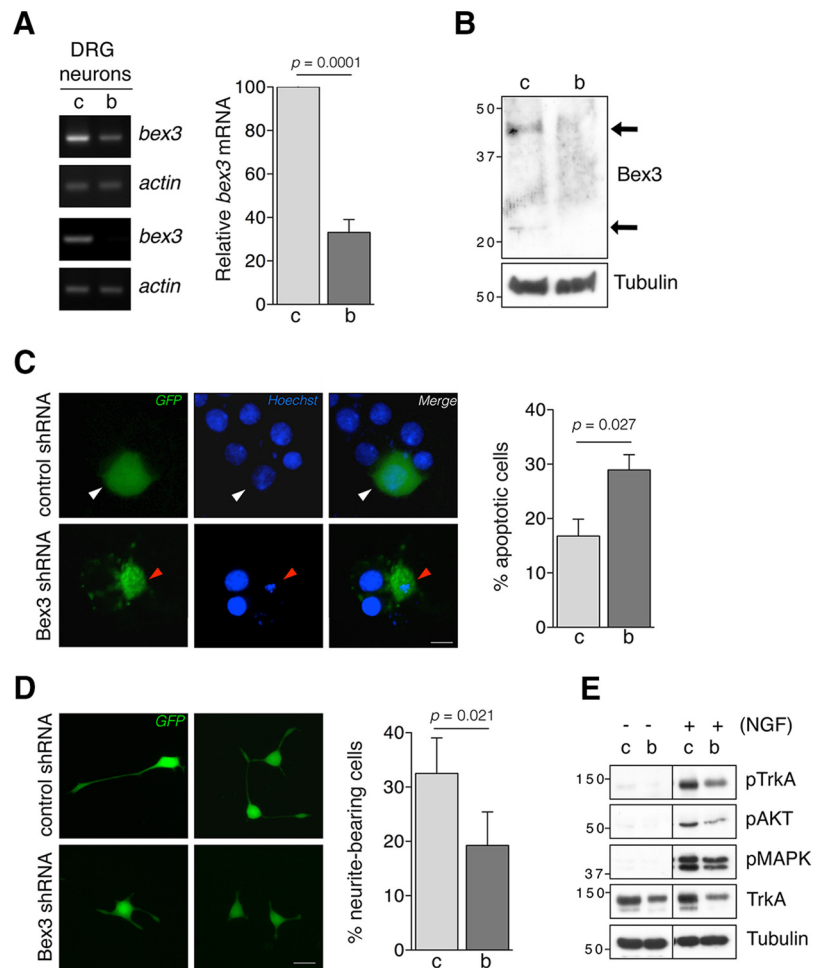 A
DRG
neurons
c b
bex3
actin
bex3
actin
Relative bex3 mRNA
p = 0.0001
100
80
60
40
20
0
c b
B
c b
50
37
20
Bex3
50
Tubulin
C
control shRNA
GFP
Hoechst
Merge
Bex3 shRNA
% apoptotic cells
p = 0.027
40
30
20
10
0
c b
D
control shRNA
GFP
Bex3 shRNA
% neurite-bearing cells
p = 0.021
40
30
20
10
0
c b
E
- - + + (NGF)
c b c b
150 pTrkA
50 pAKT
37 pMAPK
150 TrkA
50 Tubulin